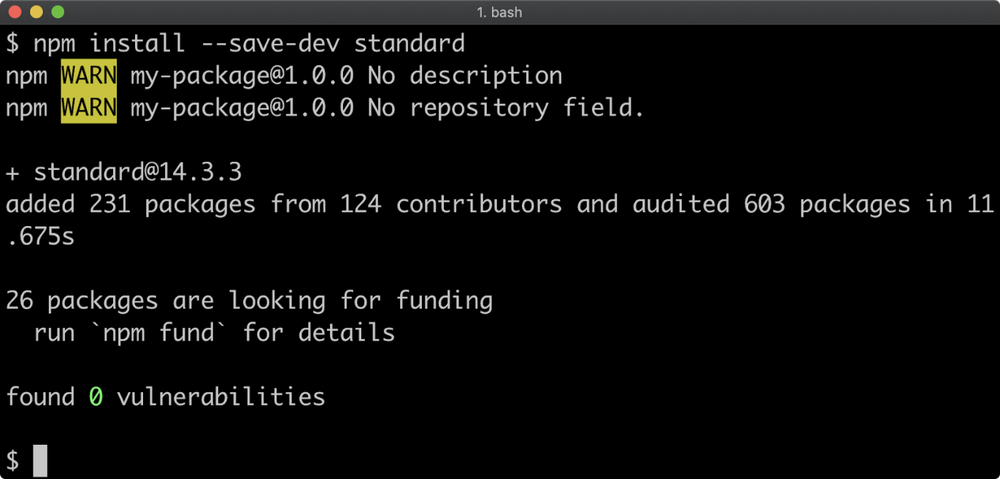 1. bash
$ npm install --save-dev standard
npm WARN my-package@1.0.0 No description
npm WARN my-package@1.0.0 No repository field.
+ standard@14.3.3
added 231 packages from 124 contributors and audited 603 packages in 11
.675s
26 packages are looking for funding
  run `npm fund` for details
found 0 vulnerabilities
$